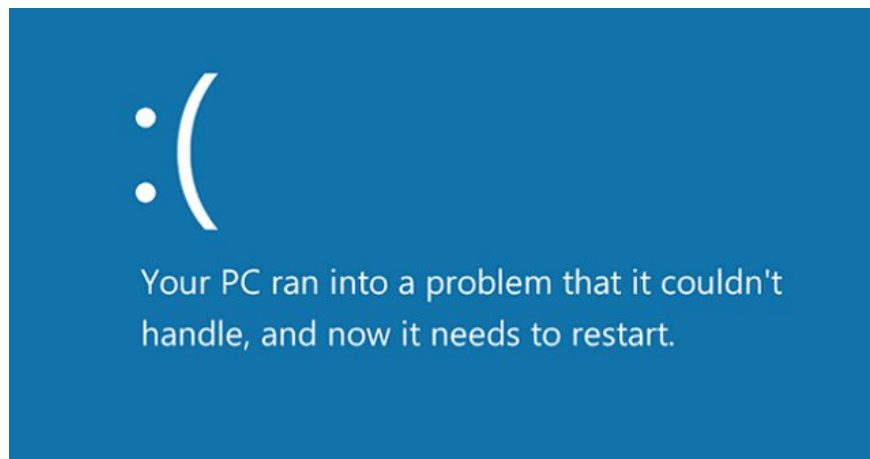 :(
Your PC ran into a problem that it couldn't
handle, and now it needs to restart.